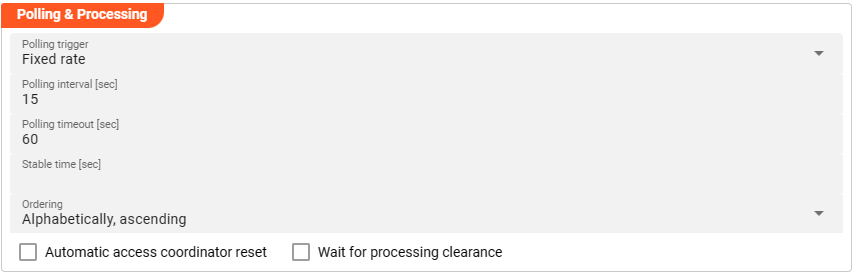 Polling & Processing
Polling trigger
Fixed rate
Polling interval [sec]
15
Polling timeout [sec]
60
Stable time [sec]
Ordering
Alphabetically, ascending
Automatic access coordinator reset
Wait for processing clearance